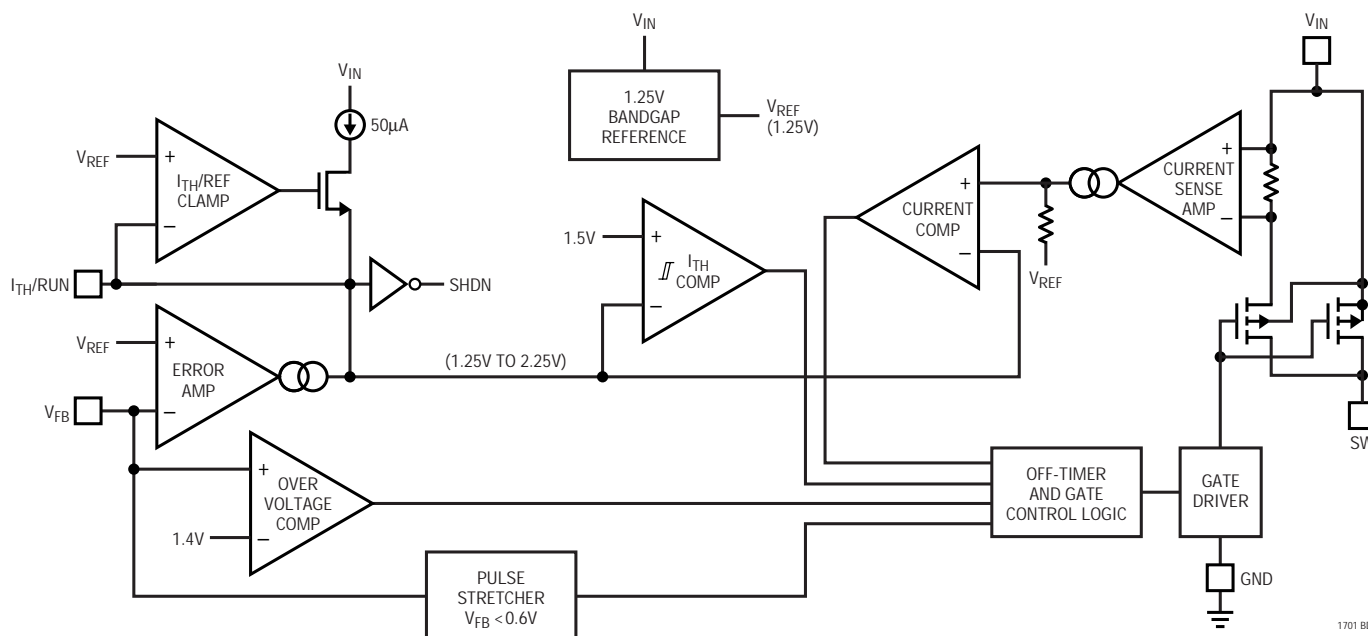 VIN
50µA
VREF
+
ITH/REF
CLAMP
−
ITH/RUN
SHDN
VREF
+
ERROR
AMP
−
VFB
(1.25V TO 2.25V)
+
OVER
VOLTAGE
COMP
1.4V
−
PULSE
STRETCHER
VFB < 0.6V
VIN
1.25V
BANDGAP
REFERENCE
VREF
(1.25V)
1.5V
+
ITH
COMP
−
+
CURRENT
COMP
−
VREF
+
CURRENT
SENSE
AMP
−
VIN
SW
OFF-TIMER
AND GATE
CONTROL LOGIC
GATE
DRIVER
GND